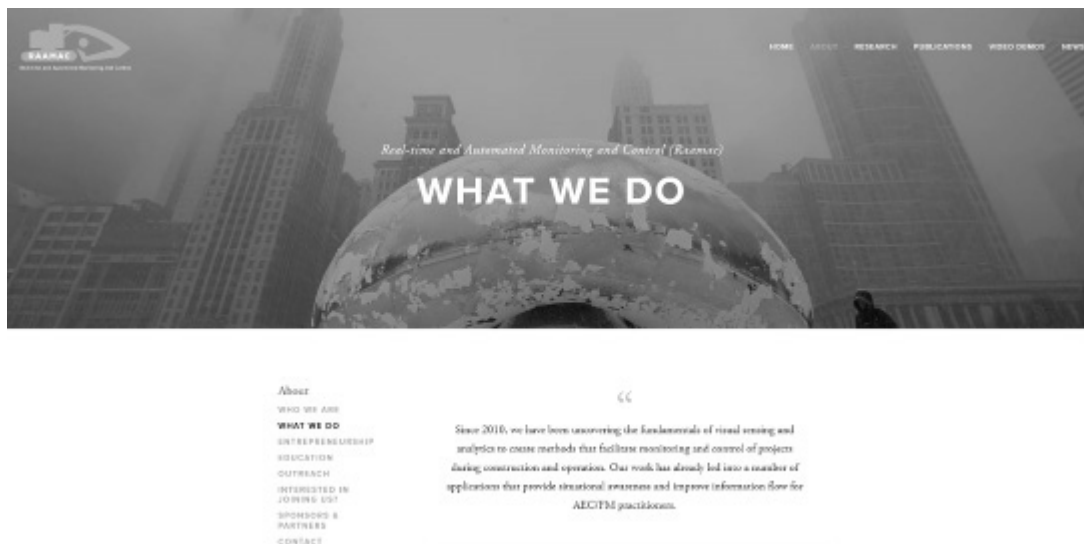 RAAMAC
HOME ABOUT RESEARCH PUBLICATIONS VIDEO DEMOS NEWS
Real-time and Automated Monitoring and Control (Raamac)
WHAT WE DO
About
WHO WE ARE
WHAT WE DO
ENTREPRENEURSHIP
EDUCATION
OUTREACH
INTERESTED IN
JOINING US?
SPONSORS &
PARTNERS
CONTACT
“
Since 2010, we have been uncovering the fundamentals of visual sensing and
analytics to create methods that facilitate monitoring and control of projects
during construction and operation. Our work has already led into a number of
applications that provide situational awareness and improve information flow for
AEC/FM practitioners.